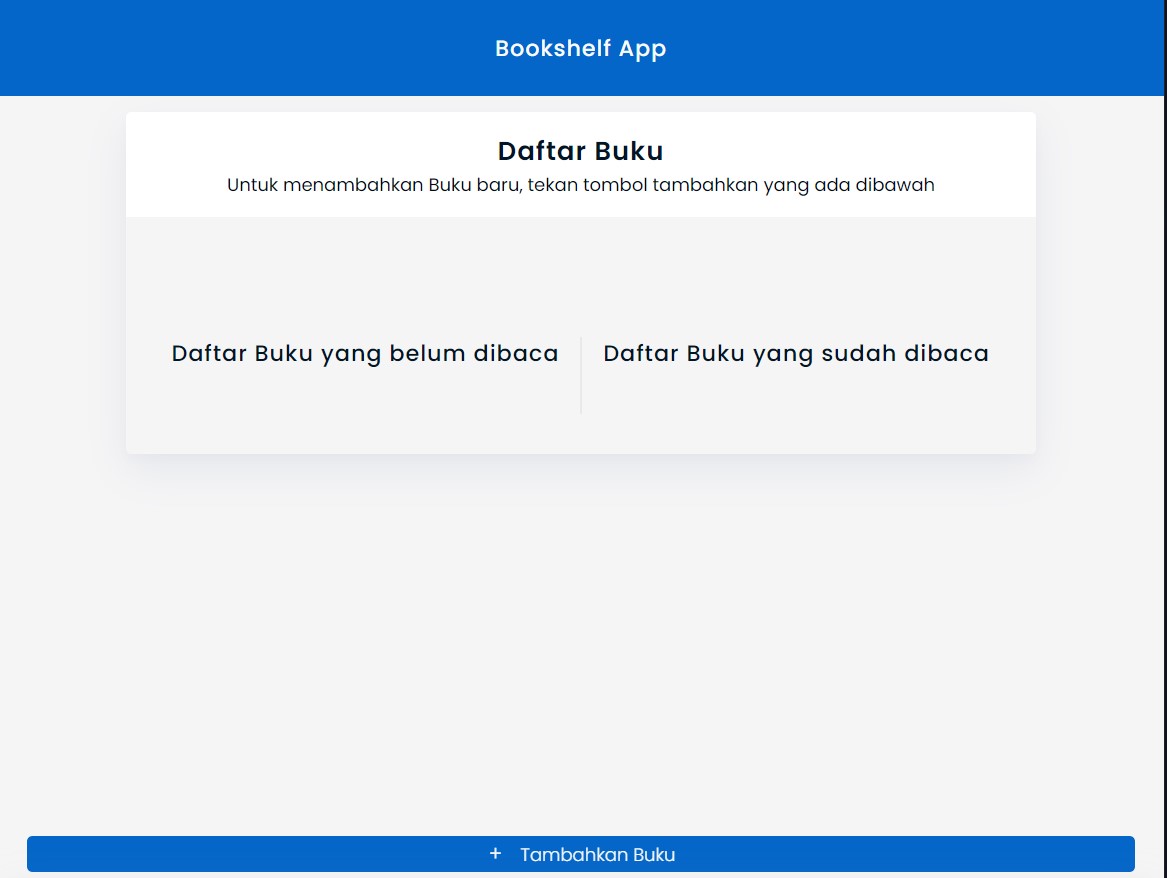 Bookshelf App
Daftar Buku
Untuk menambahkan Buku baru, tekan tombol tambahkan yang ada dibawah
Daftar Buku yang belum dibaca
Daftar Buku yang sudah dibaca
+ Tambahkan Buku